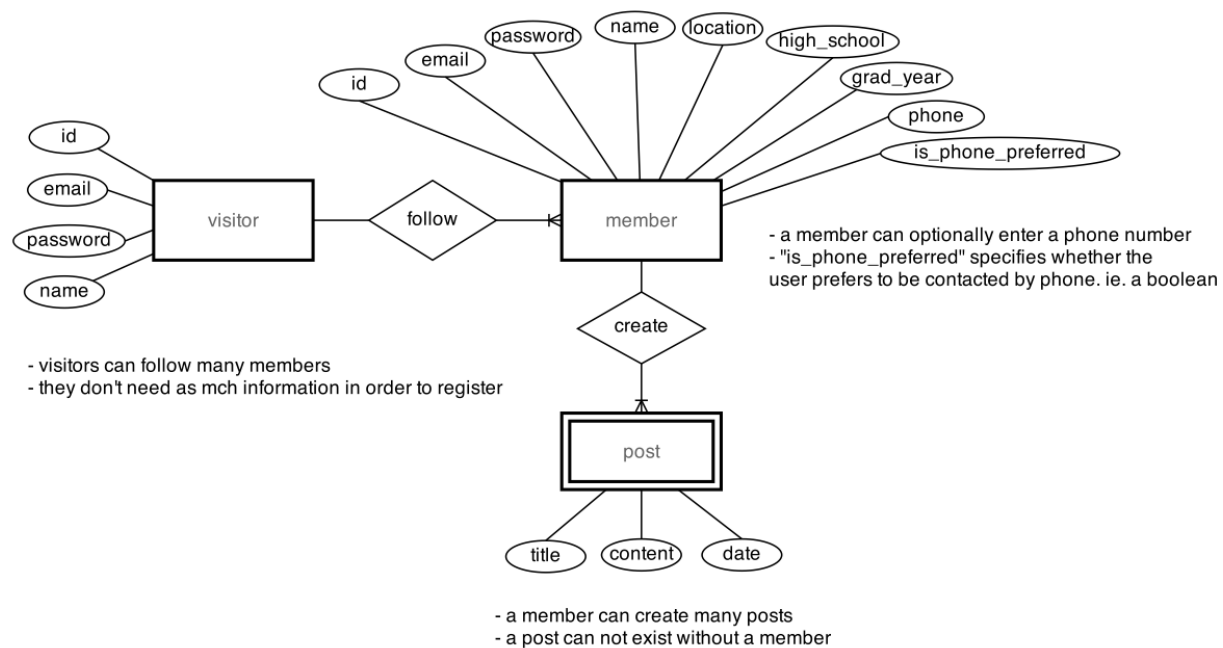 id
email
password
name
location
high_school
grad_year
phone
is_phone_preferred
id
email
password
name
visitor
follow
member
- a member can optionally enter a phone number
- "is_phone_preferred" specifies whether the
user prefers to be contacted by phone. ie. a boolean
create
- visitors can follow many members
- they don't need as mch information in order to register
post
title
content
date
- a member can create many posts
- a post can not exist without a member